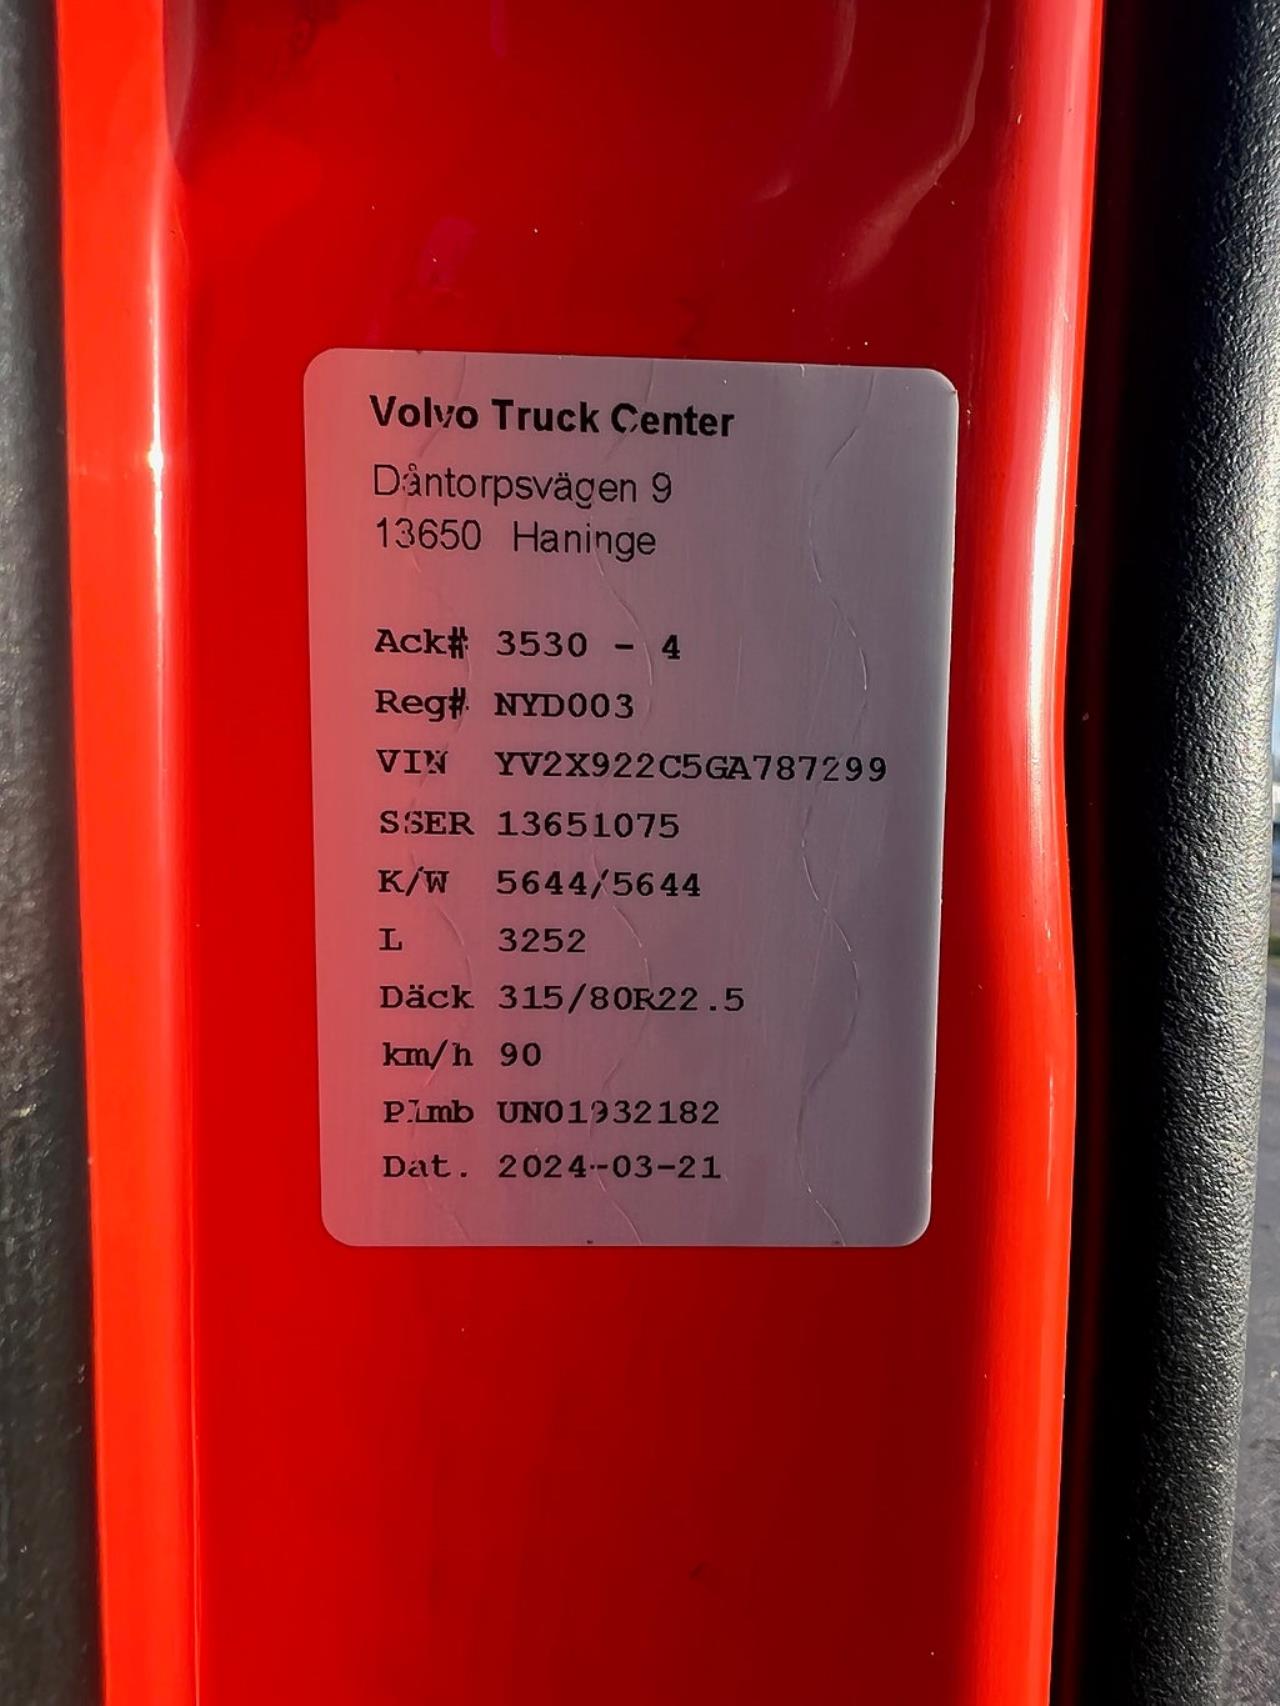 Volvo Truck Center
Dåntorpsvägen 9
13650 Haninge
Ack# 3530 - 4
Reg# NYD003
VIN YV2X922C5GA787299
SSER 13651075
K/W 5644/5644
L 3252
Däck 315/80R22.5
km/h 90
Plmb UN01932182
Dat. 2024-03-21